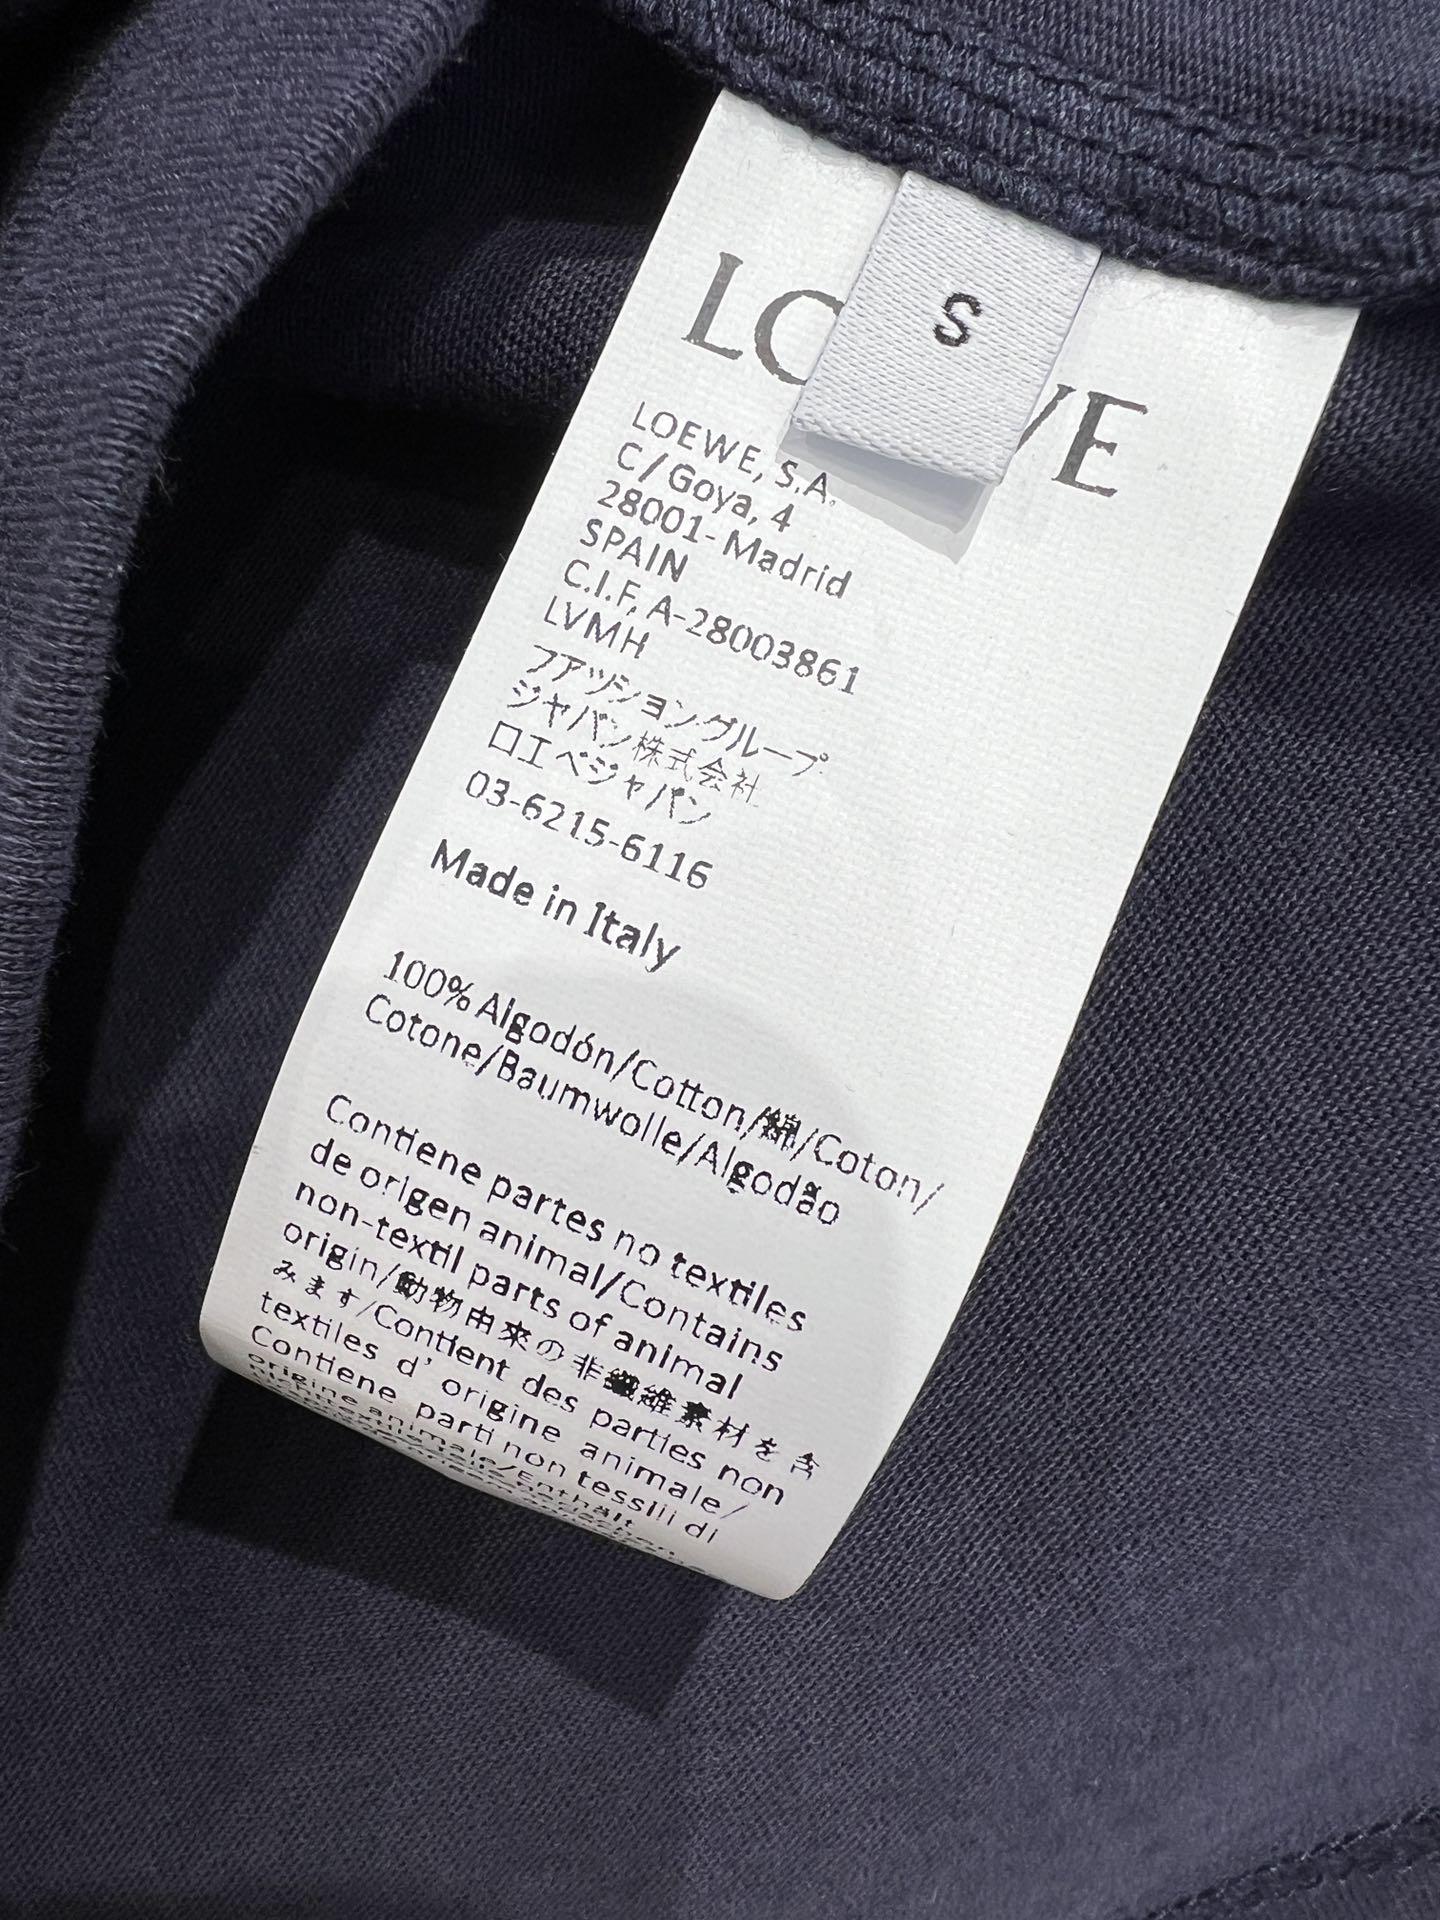 S
LOEWE, S.A.
C/ Goya, 4
28001- Madrid
SPAIN
C.I.F. A-28003861
LVMH
ファッショングループ
ジャパン株式会社
ロエベジャパン
03-6215-6116
Made in Italy
100% Algodón/Cotton/綿/Coton/
Cotone/Baumwolle/Algodão
Contiene partes no textiles
de origen animal/Contains
non-textil parts of animal
origin/動物由来の非繊維素材を含
みます/Contient des parties non
textiles d' origine animale/
Contiene parti non tesslii di
origine animale/Enthält